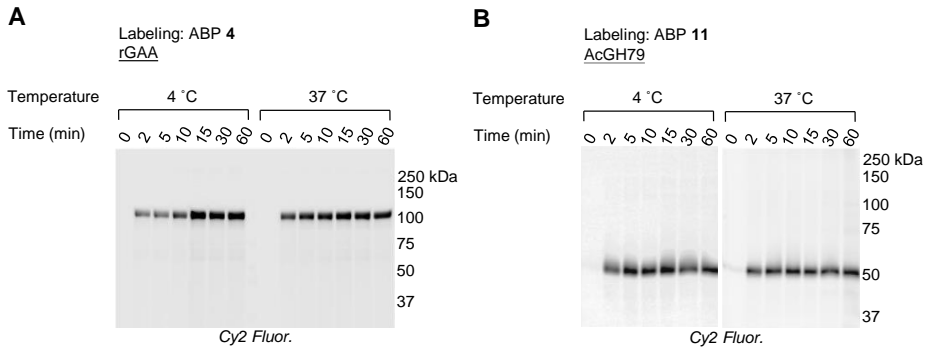 A
Labeling: ABP 4
rGAA
Temperature 4 ˚C 37 ˚C
Time (min) 0 2 5 10 15 30 60 0 2 5 10 15 30 60
250 kDa
150
100
75
50
37
Cy2 Fluor.
B
Labeling: ABP 11
AcGH79
Temperature 4 ˚C 37 ˚C
Time (min) 0 2 5 10 15 30 60 0 2 5 10 15 30 60
250 kDa
150
100
75
50
37
Cy2 Fluor.